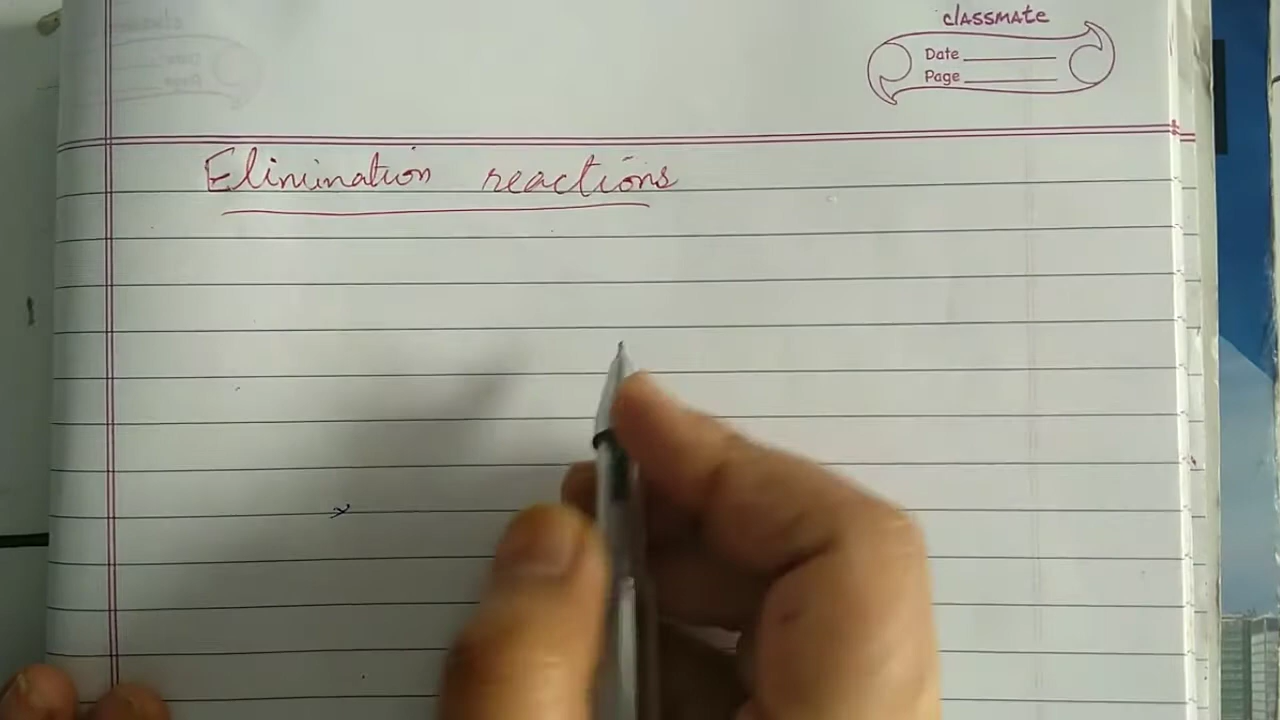 classmate
Date
Page
Elimination reactions